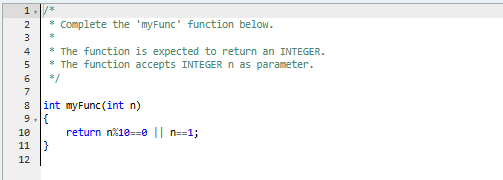 1 /*
2  * Complete the 'myFunc' function below.
3  *
4  * The function is expected to return an INTEGER.
5  * The function accepts INTEGER n as parameter.
6  */
7
8 int myFunc(int n)
9 {
10     return n%10==0 || n==1;
11 }
12